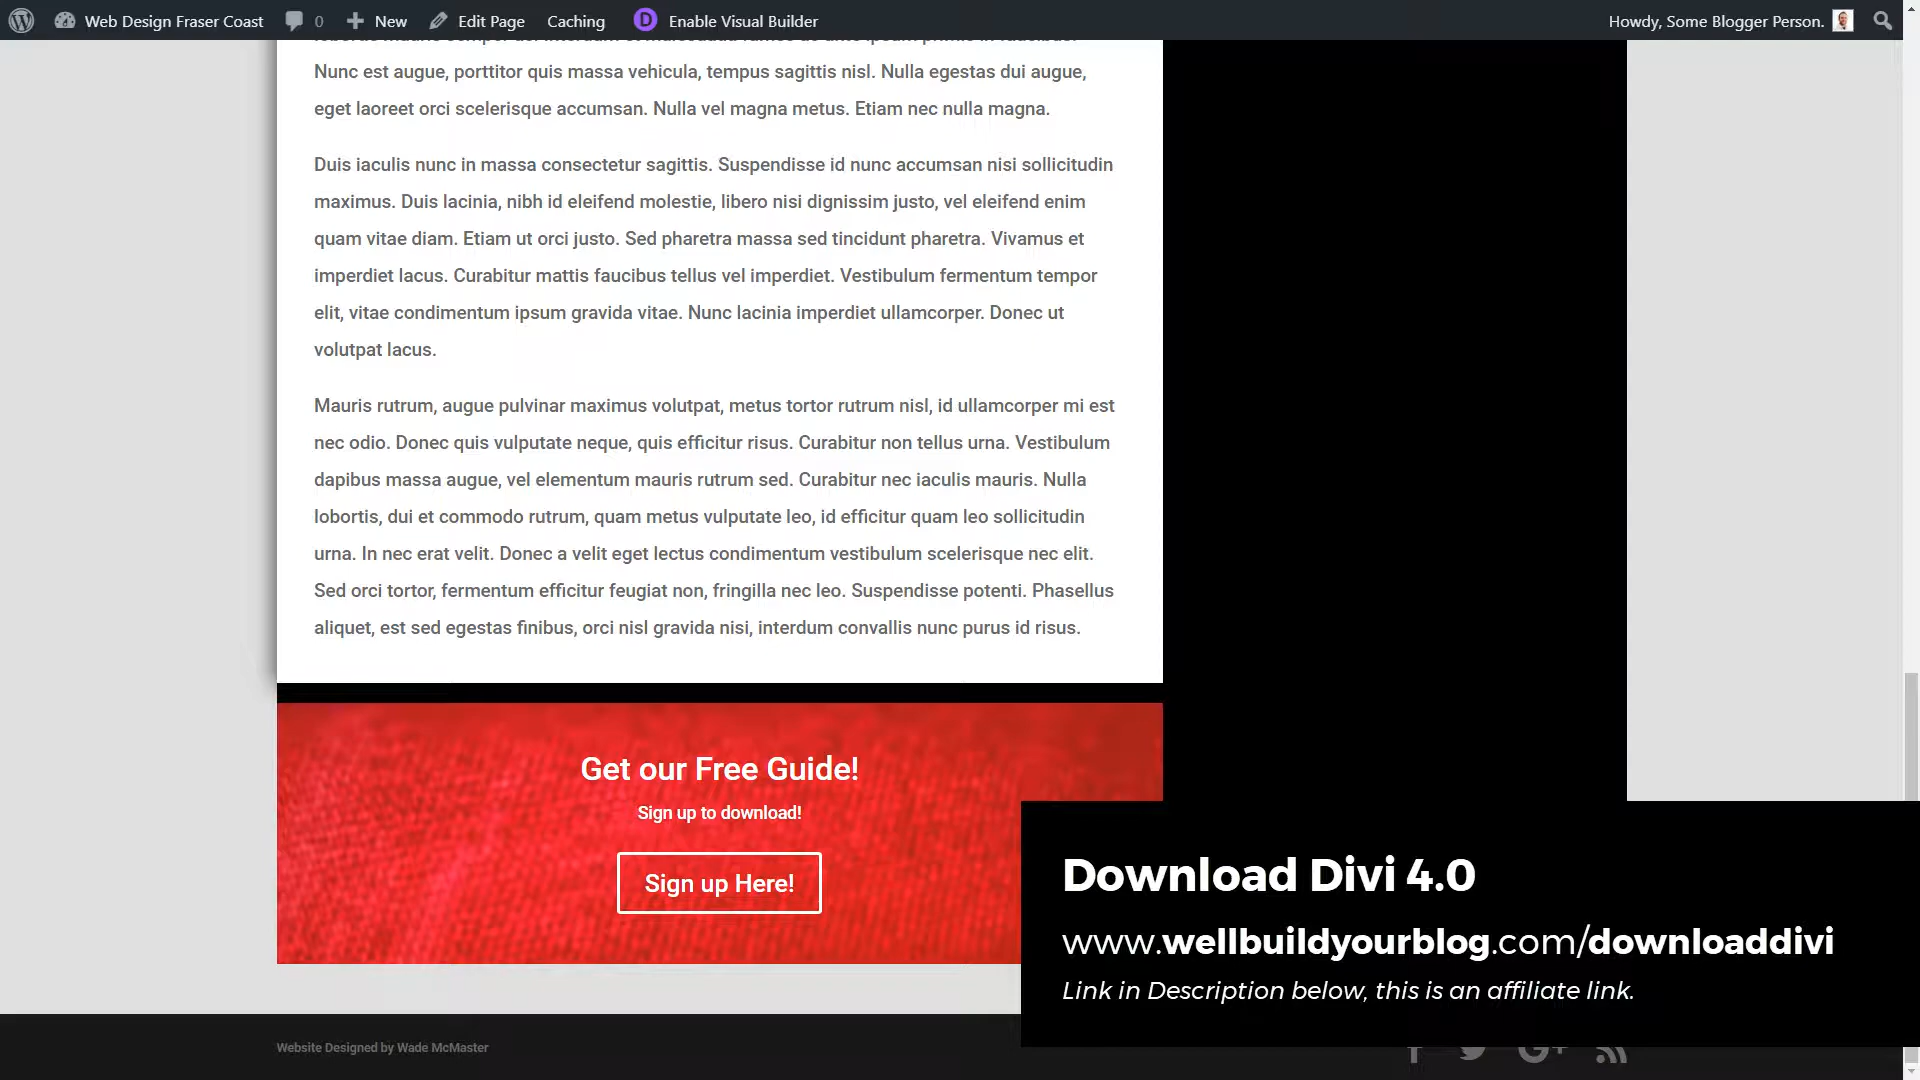 Web Design Fraser Coast 0 New Edit Page Caching Enable Visual Builder Howdy, Some Blogger Person.
Nunc est augue, porttitor quis massa vehicula, tempus sagittis nisl. Nulla egestas dui augue,
eget laoreet orci scelerisque accumsan. Nulla vel magna metus. Etiam nec nulla magna.
Duis iaculis nunc in massa consectetur sagittis. Suspendisse id nunc accumsan nisi sollicitudin
maximus. Duis lacinia, nibh id eleifend molestie, libero nisi dignissim justo, vel eleifend enim
quam vitae diam. Etiam ut orci justo. Sed pharetra massa sed tincidunt pharetra. Vivamus et
imperdiet lacus. Curabitur mattis faucibus tellus vel imperdiet. Vestibulum fermentum tempor
elit, vitae condimentum ipsum gravida vitae. Nunc lacinia imperdiet ullamcorper. Donec ut
volutpat lacus.
Mauris rutrum, augue pulvinar maximus volutpat, metus tortor rutrum nisl, id ullamcorper mi est
nec odio. Donec quis vulputate neque, quis efficitur risus. Curabitur non tellus urna. Vestibulum
dapibus massa augue, vel elementum mauris rutrum sed. Curabitur nec iaculis mauris. Nulla
lobortis, dui et commodo rutrum, quam metus vulputate leo, id efficitur quam leo sollicitudin
urna. In nec erat velit. Donec a velit eget lectus condimentum vestibulum scelerisque nec elit.
Sed orci tortor, fermentum efficitur feugiat non, fringilla nec leo. Suspendisse potenti. Phasellus
aliquet, est sed egestas finibus, orci nisl gravida nisi, interdum convallis nunc purus id risus.
Get our Free Guide!
Sign up to download!
Sign up Here!
Download Divi 4.0
www.wellbuildyourblog.com/downloaddivi
Link in Description below, this is an affiliate link.
Website Designed by Wade McMaster